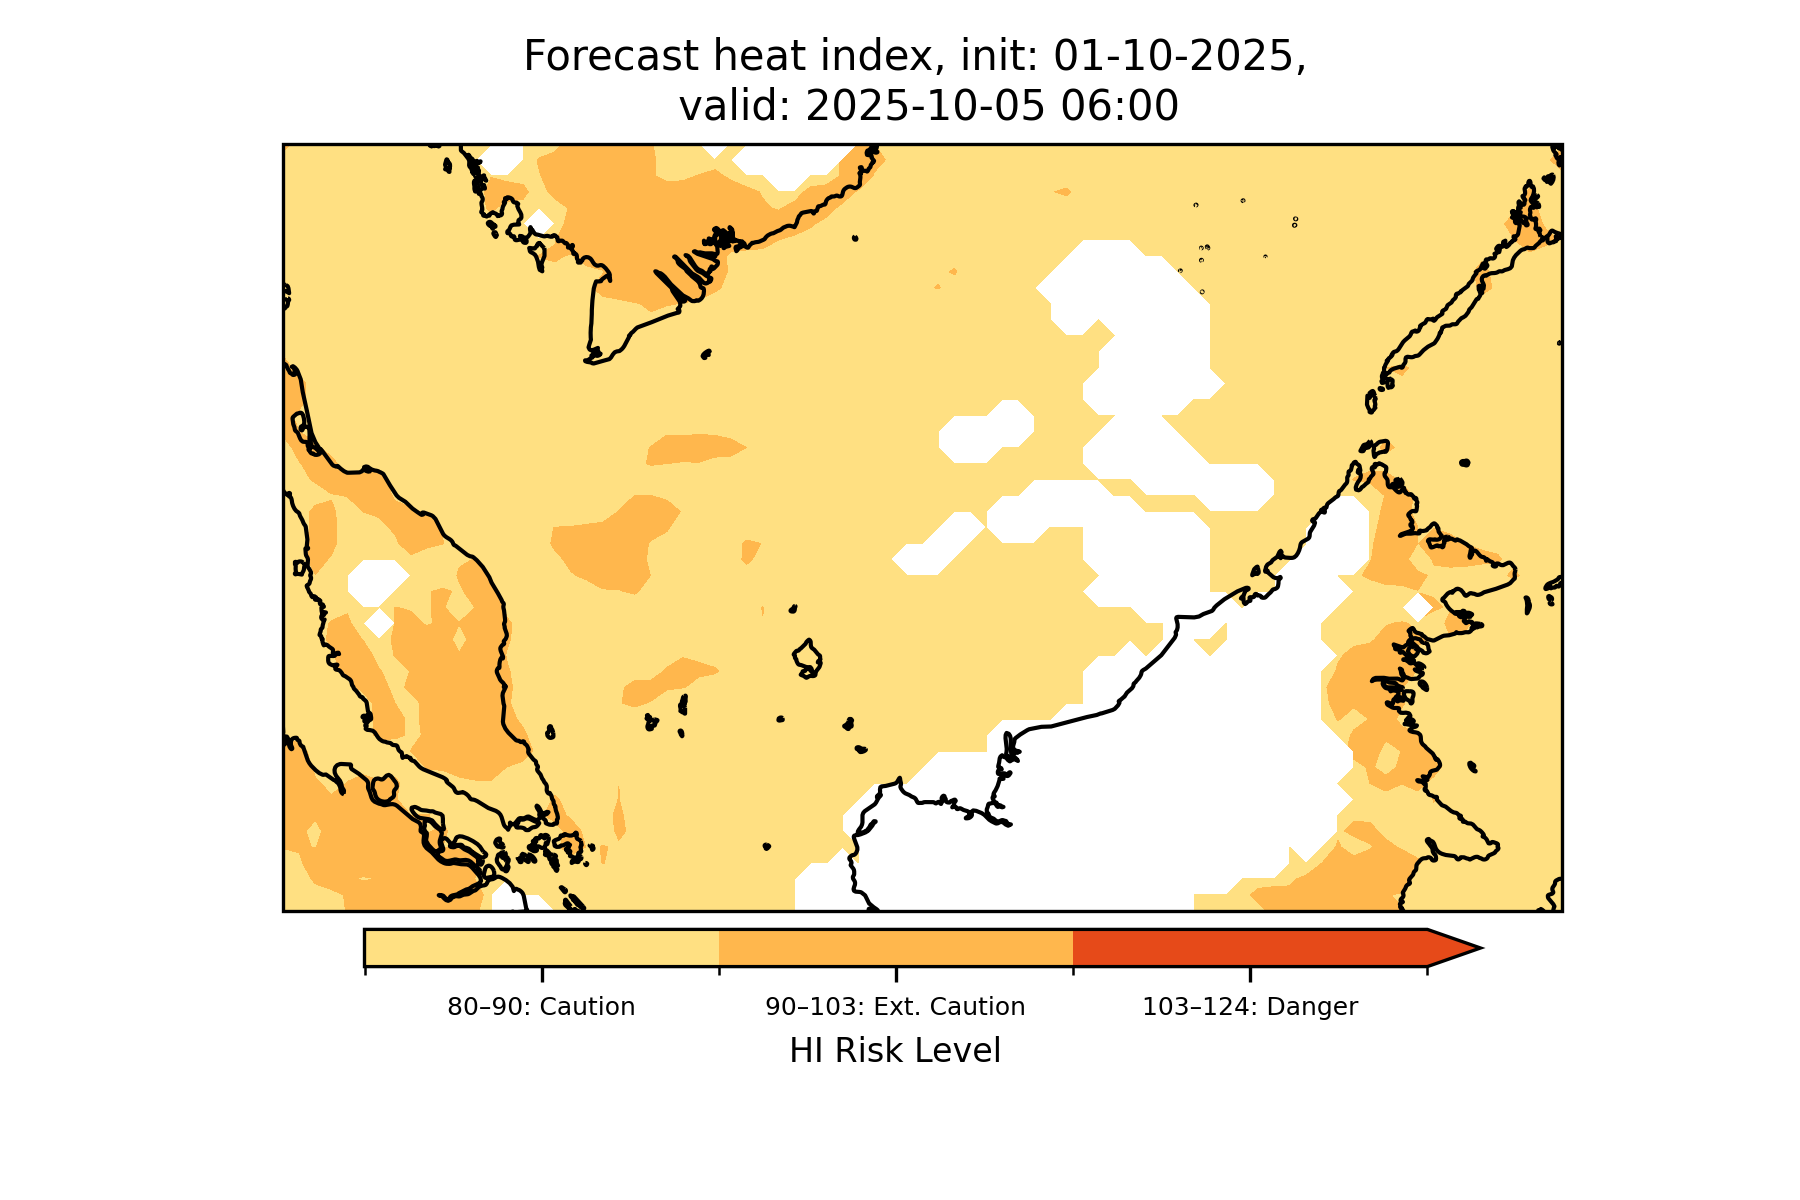 Forecast heat index, init: 01-10-2025,
valid: 2025-10-05 06:00
80–90: Caution
90–103: Ext. Caution
103–124: Danger
HI Risk Level